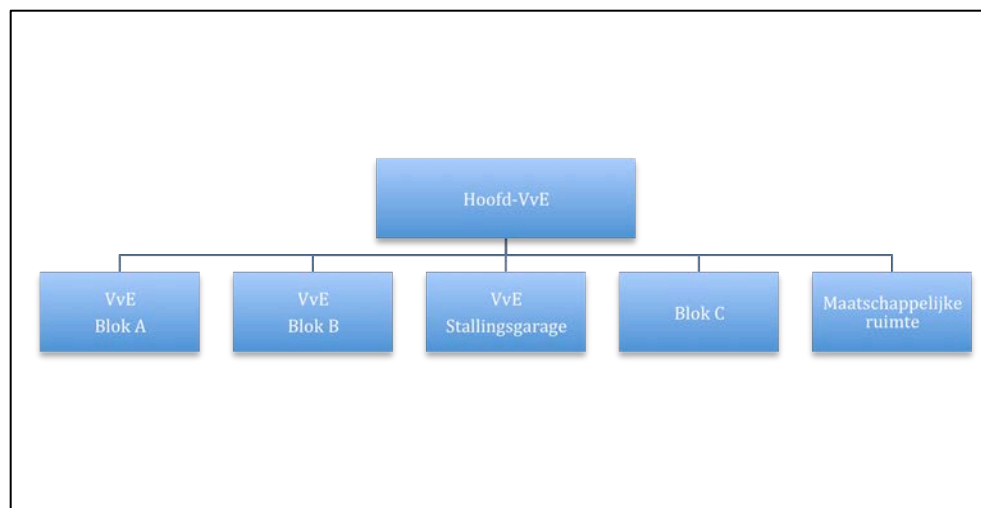 Hoofd-VvE
VvE
Blok A
VvE
Blok B
VvE
Stallingsgarage
Blok C
Maatschappelijke
ruimte